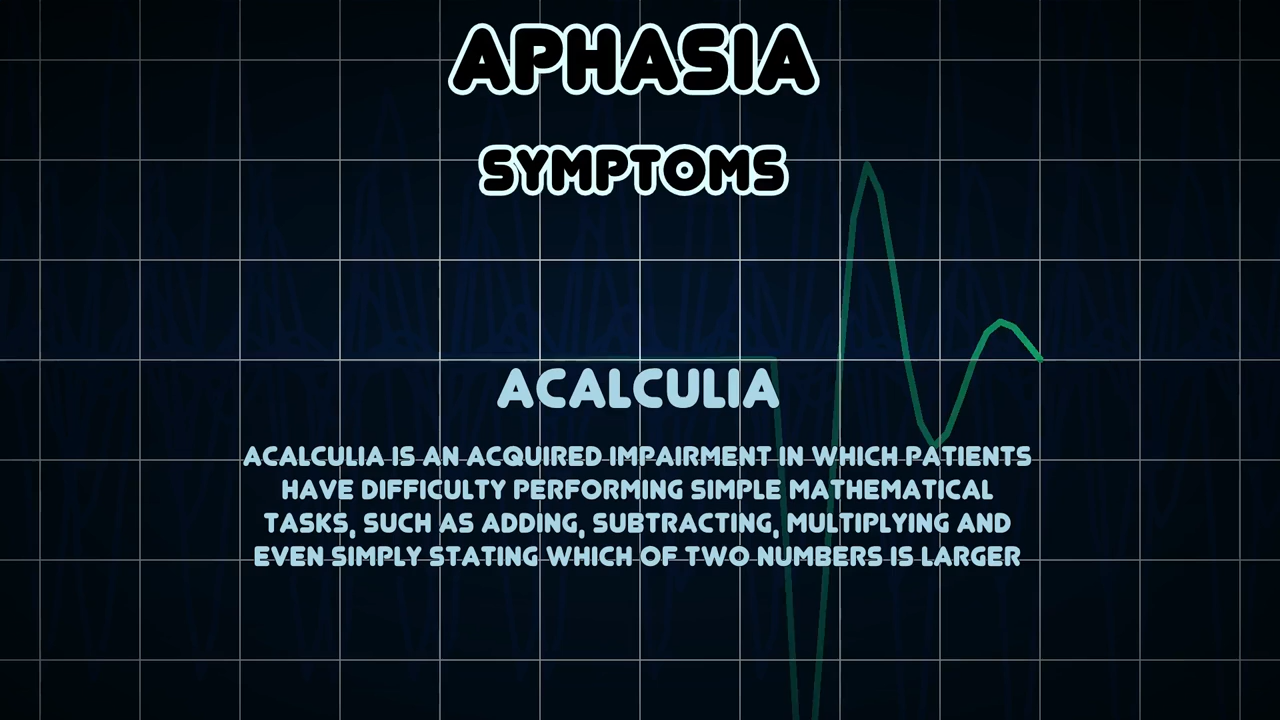 APHASIA
SYMPTOMS
ACALCULIA
ACALCULIA IS AN ACQUIRED IMPAIRMENT IN WHICH PATIENTS
HAVE DIFFICULTY PERFORMING SIMPLE MATHEMATICAL
TASKS, SUCH AS ADDING, SUBTRACTING, MULTIPLYING AND
EVEN SIMPLY STATING WHICH OF TWO NUMBERS IS LARGER